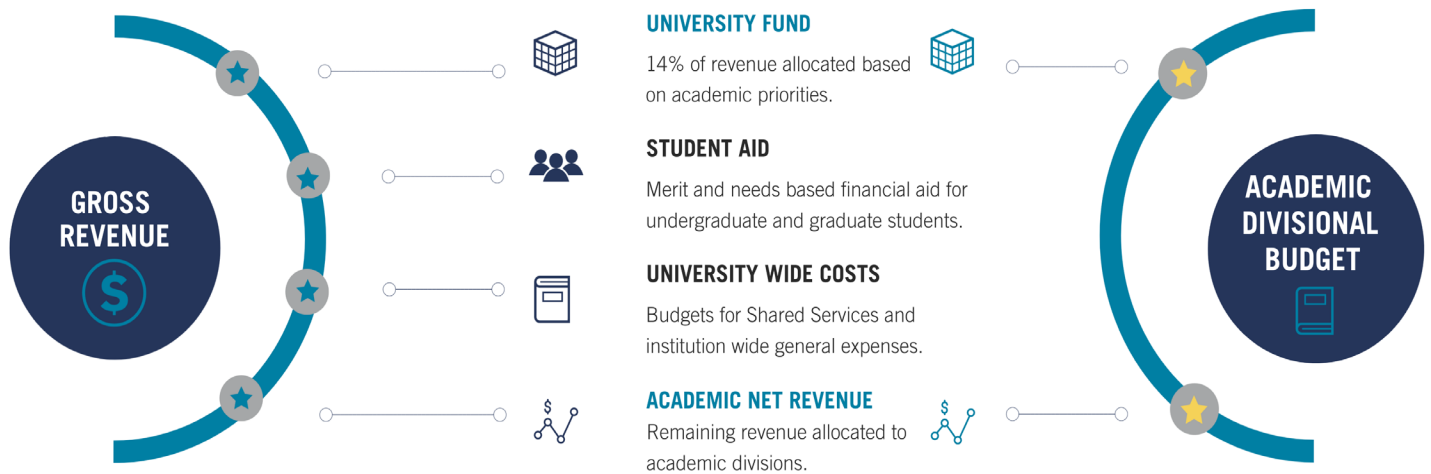 GROSS
REVENUE
$
UNIVERSITY FUND
14% of revenue allocated based
on academic priorities.
STUDENT AID
Merit and needs based financial aid for
undergraduate and graduate students.
UNIVERSITY WIDE COSTS
Budgets for Shared Services and
institution wide general expenses.
$
ACADEMIC NET REVENUE
$
Remaining revenue allocated to
academic divisions.
ACADEMIC
DIVISIONAL
BUDGET